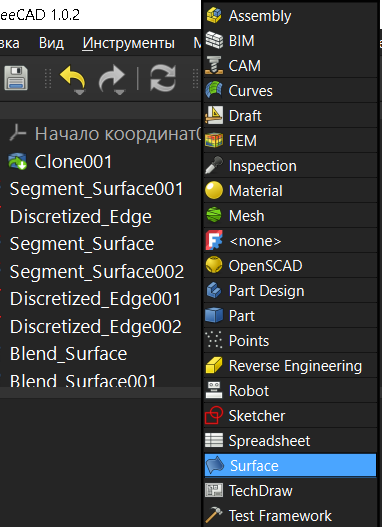 eeCAD 1.0.2
вка Вид Инструменты
Начало координат
Clone001
Segment_Surface001
Discretized_Edge
Segment_Surface
Segment_Surface002
Discretized_Edge001
Discretized_Edge002
Blend_Surface
Blend_Surface001
Assembly
BIM
CAM
Curves
Draft
FEM
Inspection
Material
Mesh
<none>
OpenSCAD
Part Design
Part
Points
Reverse Engineering
Robot
Sketcher
Spreadsheet
Surface
TechDraw
Test Framework